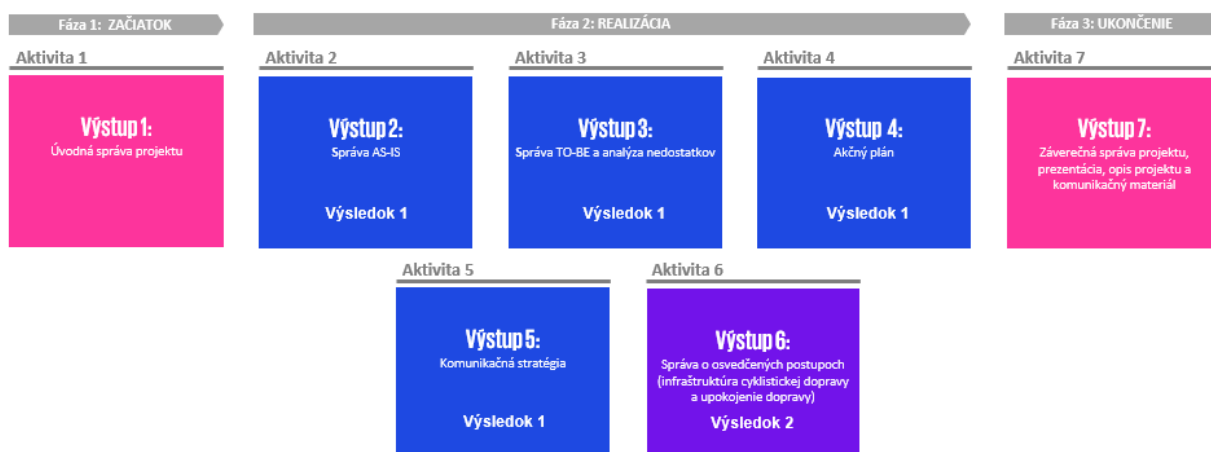 Fáza 1: ZAČIATOK
Fáza 2: REALIZÁCIA
Fáza 3: UKONČENIE
Aktivita 1
Aktivita 2
Aktivita 3
Aktivita 4
Aktivita 7
Výstup 1:
Úvodná správa projektu
Výstup 2:
Správa AS-IS
Výsledok 1
Výstup 3:
Správa TO-BE a analýza nedostatkov
Výsledok 1
Výstup 4:
Akčný plán
Výsledok 1
Výstup 7:
Záverečná správa projektu,
prezentácia, opis projektu a
komunikačný materiál
Aktivita 5
Aktivita 6
Výstup 5:
Komunikačná stratégia
Výsledok 1
Výstup 6:
Správa o osvedčených postupoch
(infraštruktúra cyklistickej dopravy
a upokojenie dopravy)
Výsledok 2